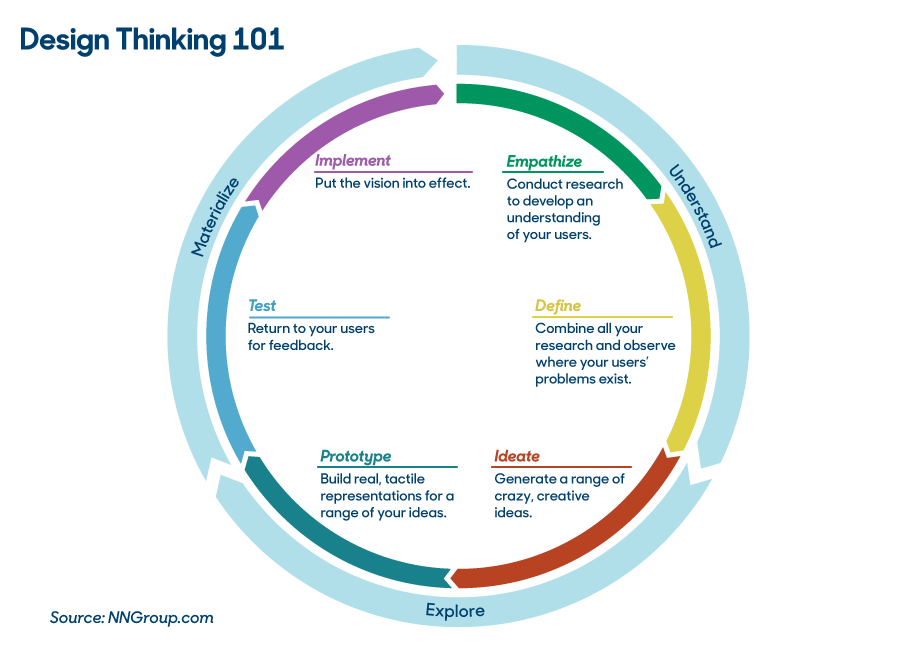 Design Thinking 101
Understand
Empathize
Conduct research
to develop an
understanding
of your users.
Define
Combine all your
research and observe
where your users’
problems exist.
Explore
Ideate
Generate a range of
crazy, creative
ideas.
Prototype
Build real, tactile
representations for a
range of your ideas.
Materialize
Test
Return to your users
for feedback.
Implement
Put the vision into effect.
Source: NNGroup.com